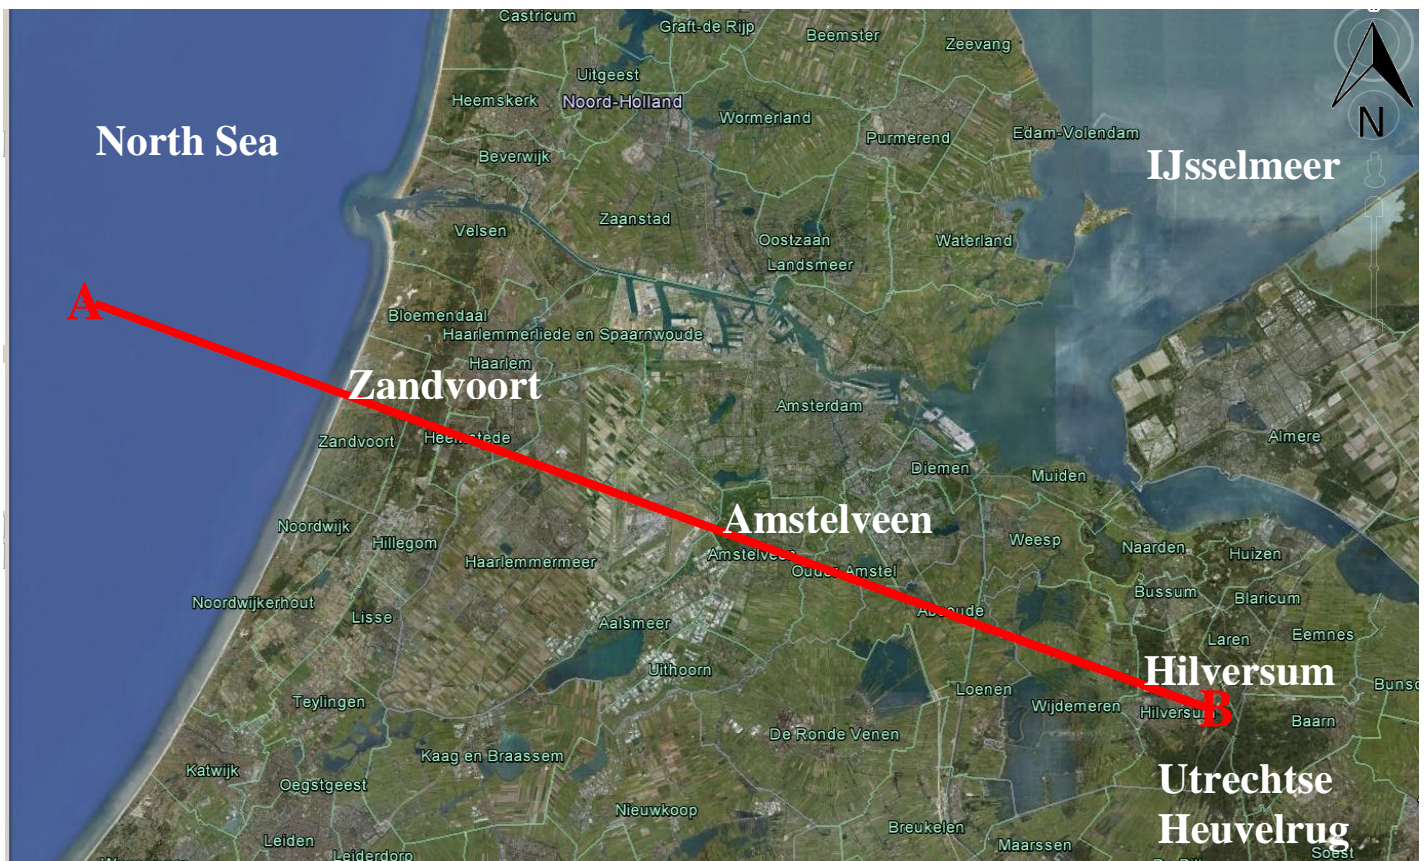 Castricum
Graft-de Rijp
Beemster
Zeevang
Uitgeest
Heemskerk
Noord-Holland
Wormerland
Purmerend
Edam-Volendam
N
North Sea
Beverwijk
IJsselmeer
Velsen
Zaanstad
Oostzaan
Waterland
Landsmeer
A
Bloemendaal
Haarlemmerliede en Spaarnwoude
Haarlem
Zandvoort
Amsterdam
Zandvoort
Heemstede
Almere
Diemen
Muiden
Noordwijk
Amstelveen
Hillegom
Weesp
Naarden
Huizen
Haarlemmermeer
Amstelveen
Ouder-Amstel
Bussum
Blaricum
Noordwijkerhout
Lisse
Abcoude
Aalsmeer
Laren
Eemnes
Uithoorn
Hilversum
Loenen
Teylingen
Wijdemeren
Hilversum
B
Baarn
De Ronde Venen
Kaag en Braassem
Katwijk
Oegstgeest
Utrechtse
Heuvelrug
Nieuwkoop
Breukelen
Leiden
Maarssen
Leiderdorp
Soest